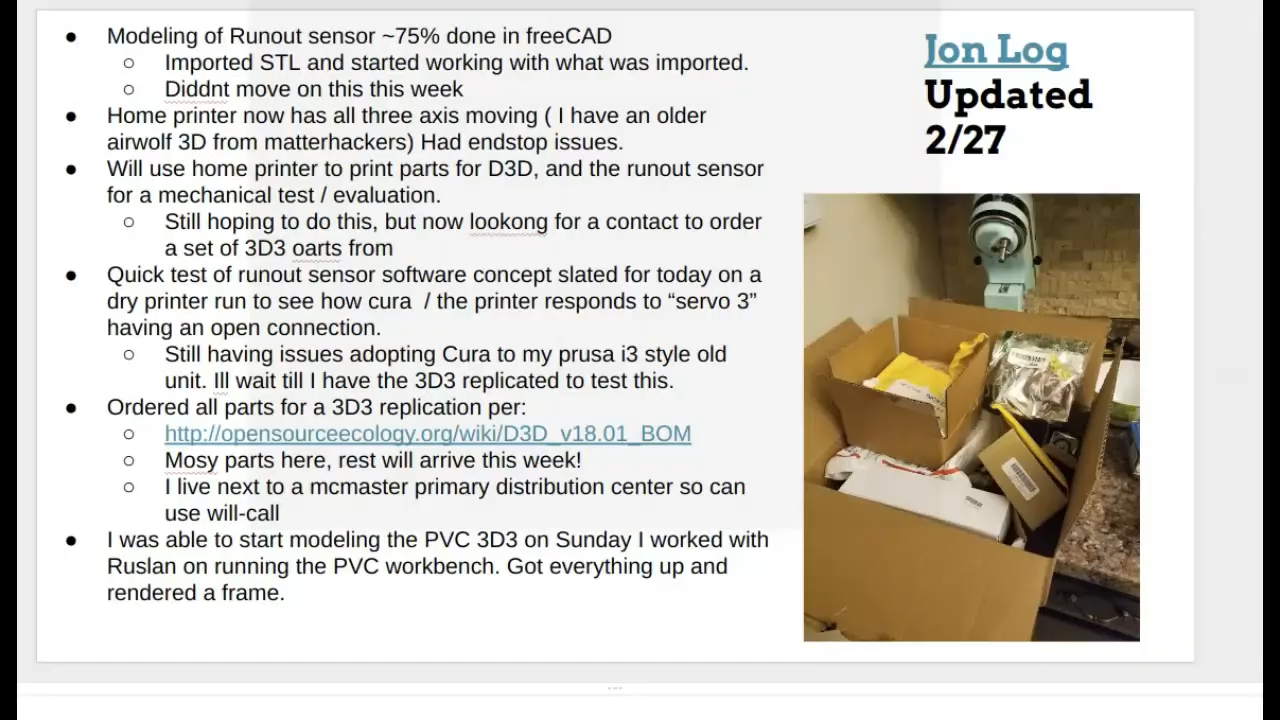 ● Modeling of Runout sensor ~75% done in freeCAD
○ Imported STL and started working with what was imported.
○ Diddnt move on this this week
● Home printer now has all three axis moving ( I have an older
airwolf 3D from matterhackers) Had endstop issues.
● Will use home printer to print parts for D3D, and the runout sensor
for a mechanical test / evaluation.
○ Still hoping to do this, but now lookong for a contact to order
a set of 3D3 oarts from
● Quick test of runout sensor software concept slated for today on a
dry printer run to see how cura  / the printer responds to “servo 3”
having an open connection.
○ Still having issues adopting Cura to my prusa i3 style old
unit. Ill wait till I have the 3D3 replicated to test this.
● Ordered all parts for a 3D3 replication per:
○ http://opensourceecology.org/wiki/D3D_v18.01_BOM
○ Mosy parts here, rest will arrive this week!
○ I live next to a mcmaster primary distribution center so can
use will-call
● I was able to start modeling the PVC 3D3 on Sunday I worked with
Ruslan on running the PVC workbench. Got everything up and
rendered a frame.
Jon Log
Updated
2/27